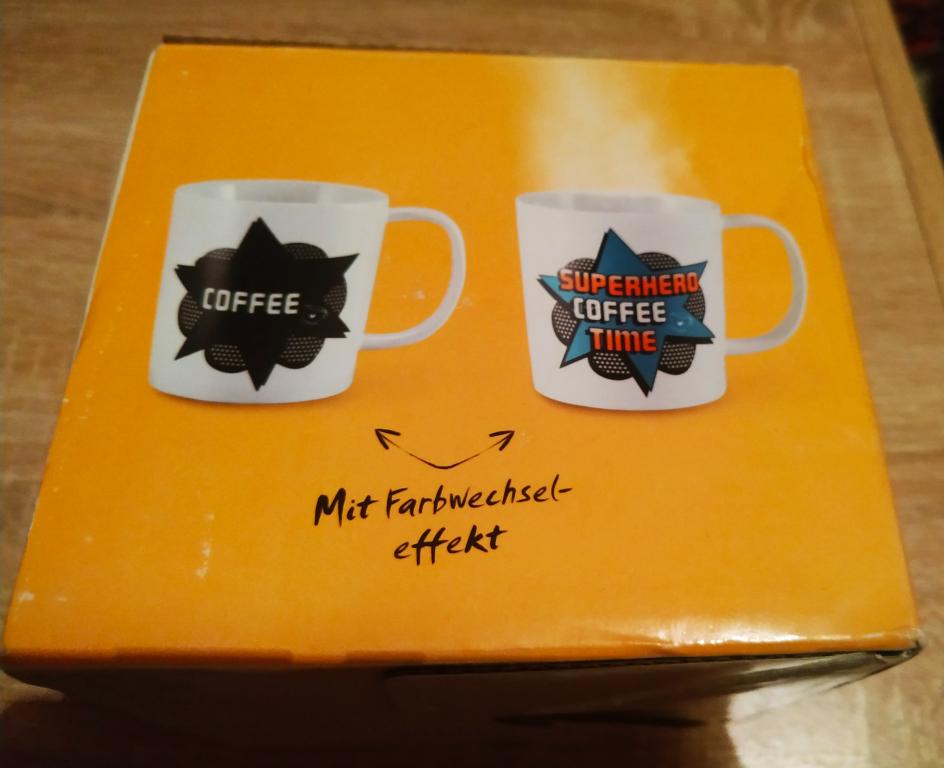 COFFEE
SUPERHERO
COFFEE
TIME
Mit Farbwechsel-
effekt